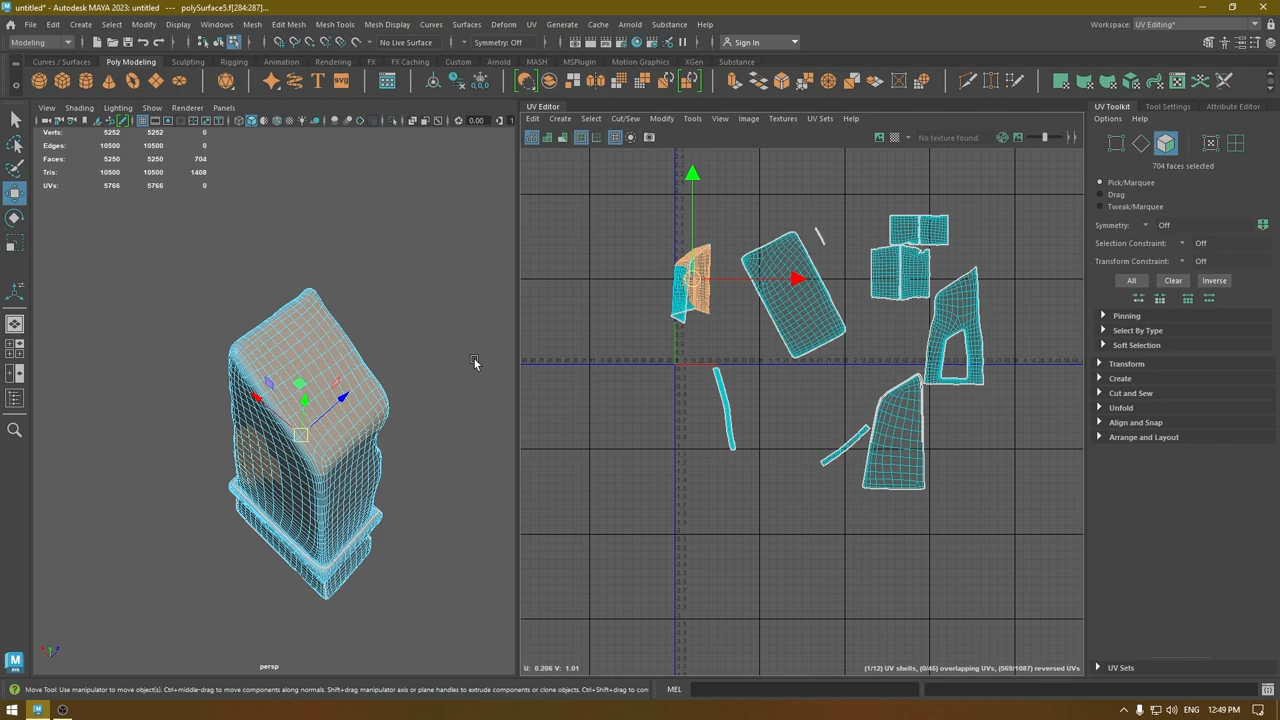 untitled* - Autodesk MAYA 2023: untitled --- polySurface5.f[284:287]...
File Edit Create Select Modify Display Windows Mesh Edit Mesh Mesh Tools Mesh Display Curves Surfaces Deform UV Generate Cache Arnold Substance Help
Workspace: UV Editing*
Modeling
No Live Surface
Symmetry: Off
Sign In
Curves / Surfaces Poly Modeling Sculpting Rigging Animation Rendering FX FX Caching Custom Arnold MASH MSPlugin Motion Graphics XGen Substance
View Shading Lighting Show Renderer Panels
0.00
Verts: 5252 5252 0
Edges: 10500 10500 0
Faces: 5250 5250 704
Tris: 10500 10500 1408
UVs: 5766 5766 0
persp
UV Editor
Edit Create Select Cut/Sew Modify Tools View Image Textures UV Sets Help
No texture found
U: 0.206 V: 1.01
(1/12) UV shells, (0/46) overlapping UVs, (569/1087) reversed UVs
UV Toolkit Tool Settings Attribute Editor
Options Help
704 faces selected
Pick/Marquee
Drag
Tweak/Marquee
Symmetry: Off
Selection Constraint: Off
Transform Constraint: Off
All Clear Inverse
Pinning
Select By Type
Soft Selection
Transform
Create
Cut and Sew
Unfold
Align and Snap
Arrange and Layout
UV Sets
Move Tool: Use manipulator to move object(s). Ctrl+middle-drag to move components along normals. Shift+drag manipulator axis or plane handles to extrude components or clone objects. Ctrl+Shift+drag to con
MEL
ENG 12:49 PM